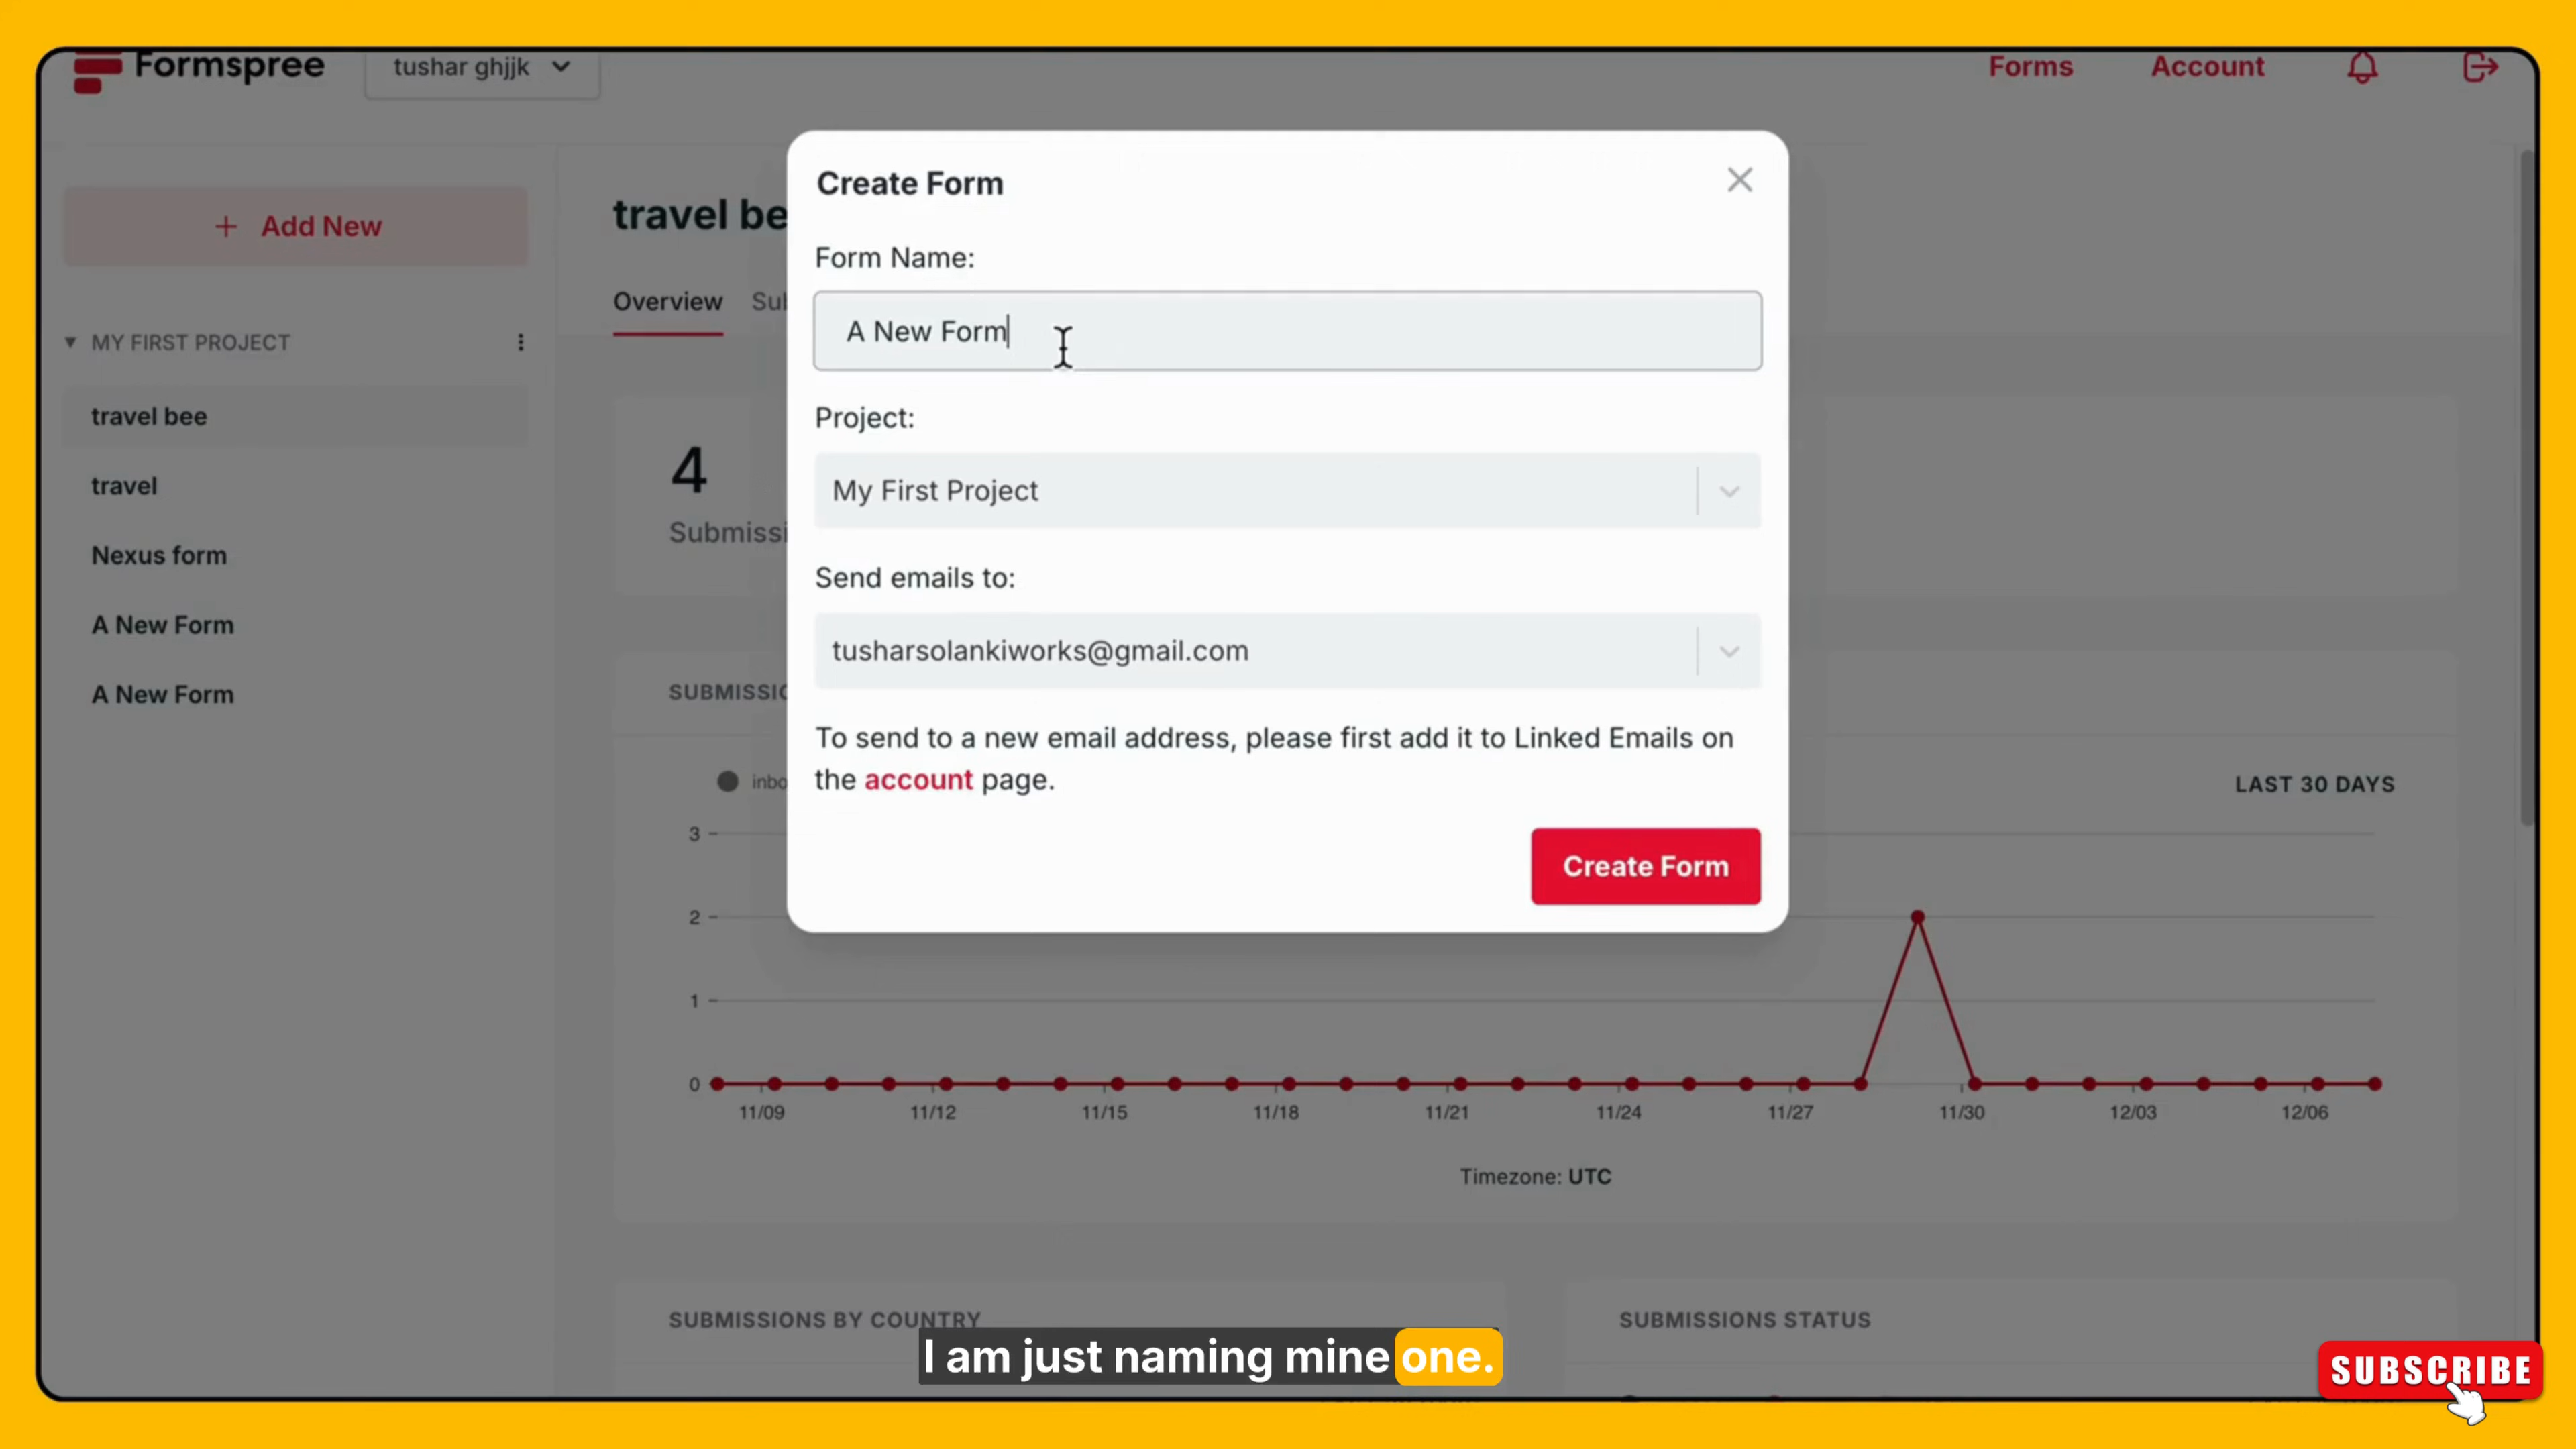 Formspree
tushar ghjjk
Forms
Account
+ Add New
MY FIRST PROJECT
travel bee
travel
Nexus form
A New Form
A New Form
travel be
Overview
Sul
4
Submissi
SUBMISSIO
inbo
LAST 30 DAYS
Create Form
Form Name:
A New Form
Project:
My First Project
Send emails to:
tusharsolankiworks@gmail.com
To send to a new email address, please first add it to Linked Emails on
the account page.
Create Form
3
2
1
0
11/09 11/12 11/15 11/18 11/21 11/24 11/27 11/30 12/03 12/06
Timezone: UTC
SUBMISSIONS BY COUNTRY
SUBMISSIONS STATUS
I am just naming mine one.
SUBSCRIBE